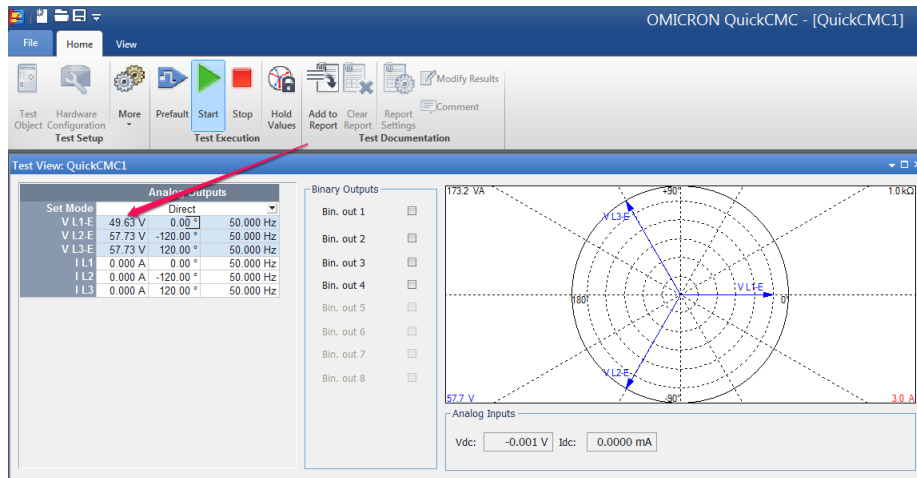 OMICRON QuickCMC - [QuickCMC1]
File Home View
Test Object
Hardware Configuration
More
Prefault
Start
Stop
Hold Values
Add to Report
Clear Report
Report Settings
Modify Results
Comment
Test Setup
Test Execution
Test Documentation
Test View: QuickCMC1
Analog Outputs
Set Mode Direct
V L1-E 49.63 V 0.00 ° 50.000 Hz
V L2-E 57.73 V -120.00 ° 50.000 Hz
V L3-E 57.73 V 120.00 ° 50.000 Hz
I L1 0.000 A 0.00 ° 50.000 Hz
I L2 0.000 A -120.00 ° 50.000 Hz
I L3 0.000 A 120.00 ° 50.000 Hz
Binary Outputs
Bin. out 1
Bin. out 2
Bin. out 3
Bin. out 4
Bin. out 5
Bin. out 6
Bin. out 7
Bin. out 8
173.2 VA
+90°
1.0 kΩ
V L3-E
V L1-E
180°
0°
V L2-E
57.7 V
-90°
3.0 A
Analog Inputs
Vdc: -0.001 V Idc: 0.0000 mA